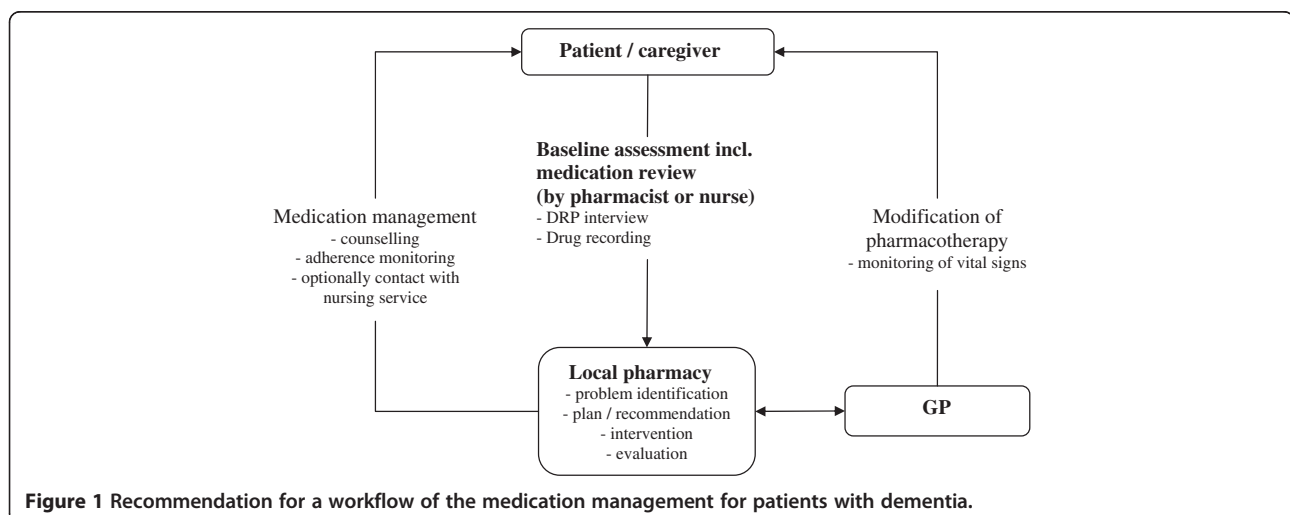 Patient / caregiver
Baseline assessment incl.
medication review
(by pharmacist or nurse)
- DRP interview
- Drug recording
Medication management
- counselling
- adherence monitoring
- optionally contact with
nursing service
Modification of
pharmacotherapy
- monitoring of vital signs
Local pharmacy
- problem identification
- plan / recommendation
- intervention
- evaluation
GP
Figure 1 Recommendation for a workflow of the medication management for patients with dementia.